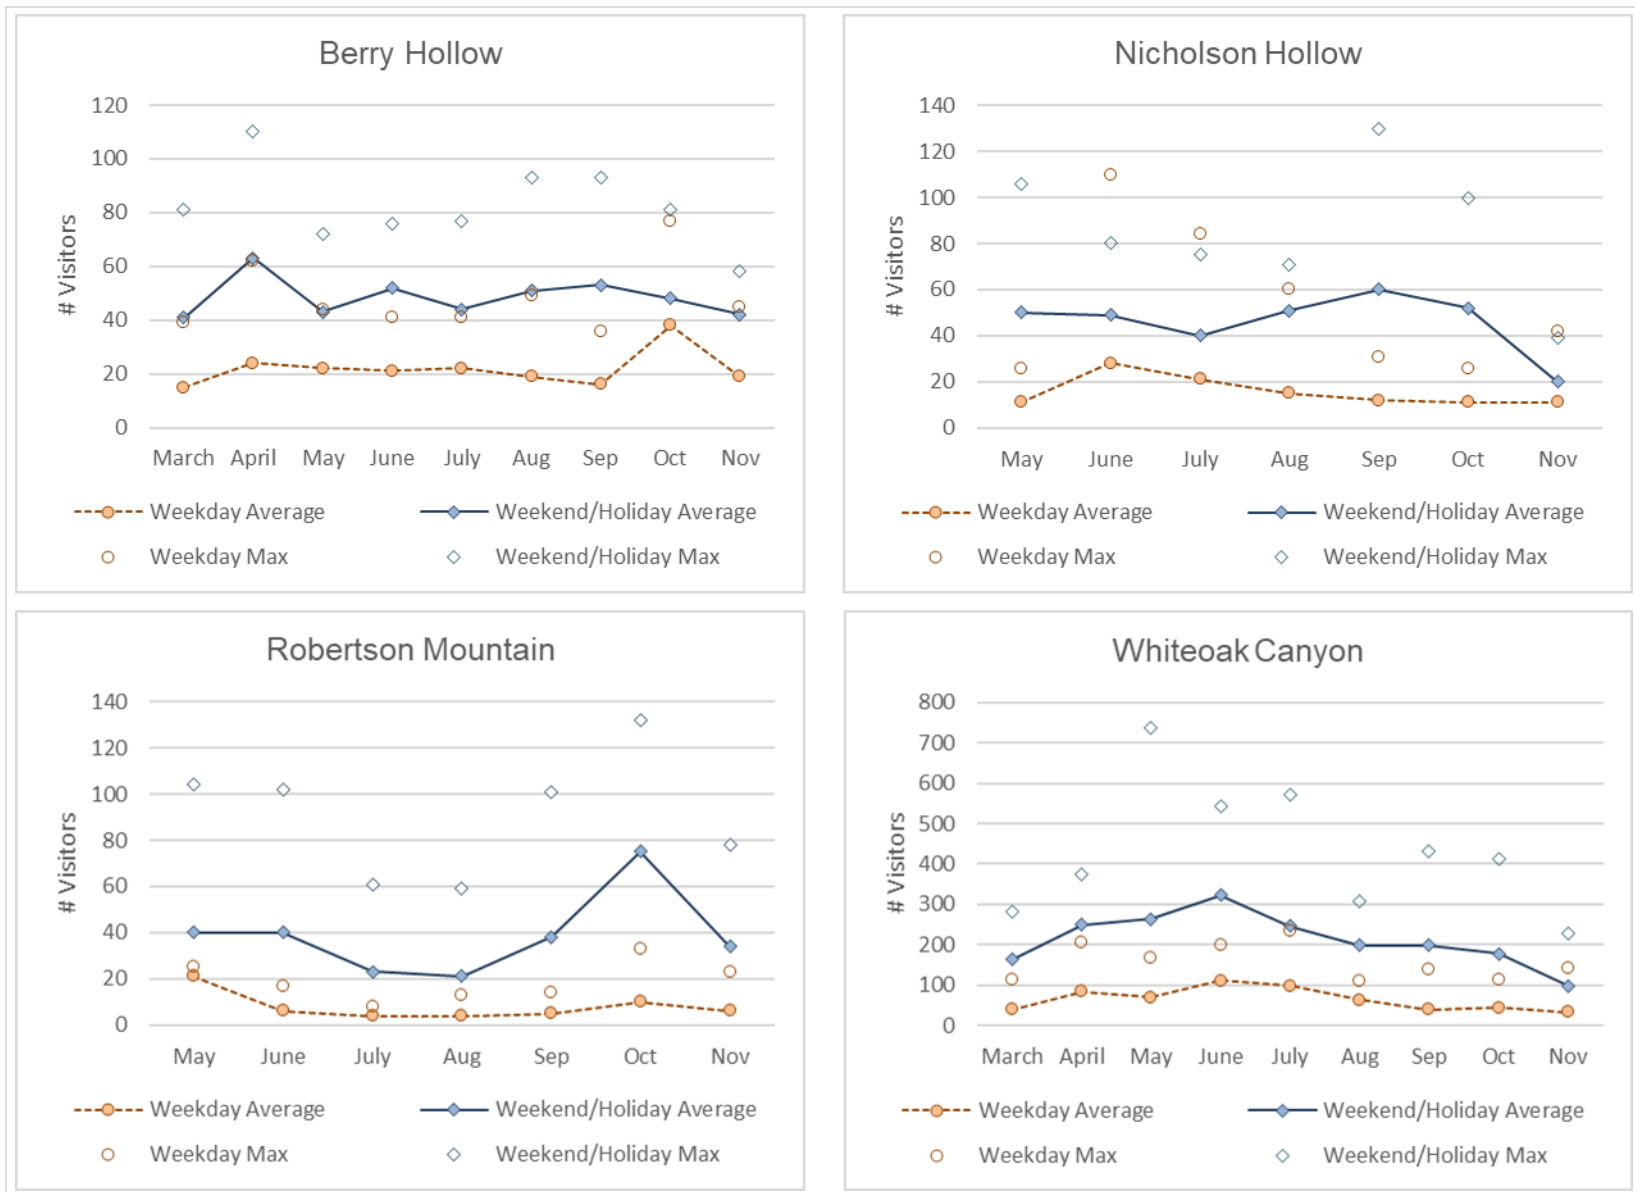 Berry Hollow
# Visitors
120
100
80
60
40
20
0
March April May June July Aug Sep Oct Nov
Weekday Average Weekend/Holiday Average
Weekday Max Weekend/Holiday Max
Nicholson Hollow
# Visitors
140
120
100
80
60
40
20
0
May June July Aug Sep Oct Nov
Weekday Average Weekend/Holiday Average
Weekday Max Weekend/Holiday Max
Robertson Mountain
# Visitors
140
120
100
80
60
40
20
0
May June July Aug Sep Oct Nov
Weekday Average Weekend/Holiday Average
Weekday Max Weekend/Holiday Max
Whiteoak Canyon
# Visitors
800
700
600
500
400
300
200
100
0
March April May June July Aug Sep Oct Nov
Weekday Average Weekend/Holiday Average
Weekday Max Weekend/Holiday Max